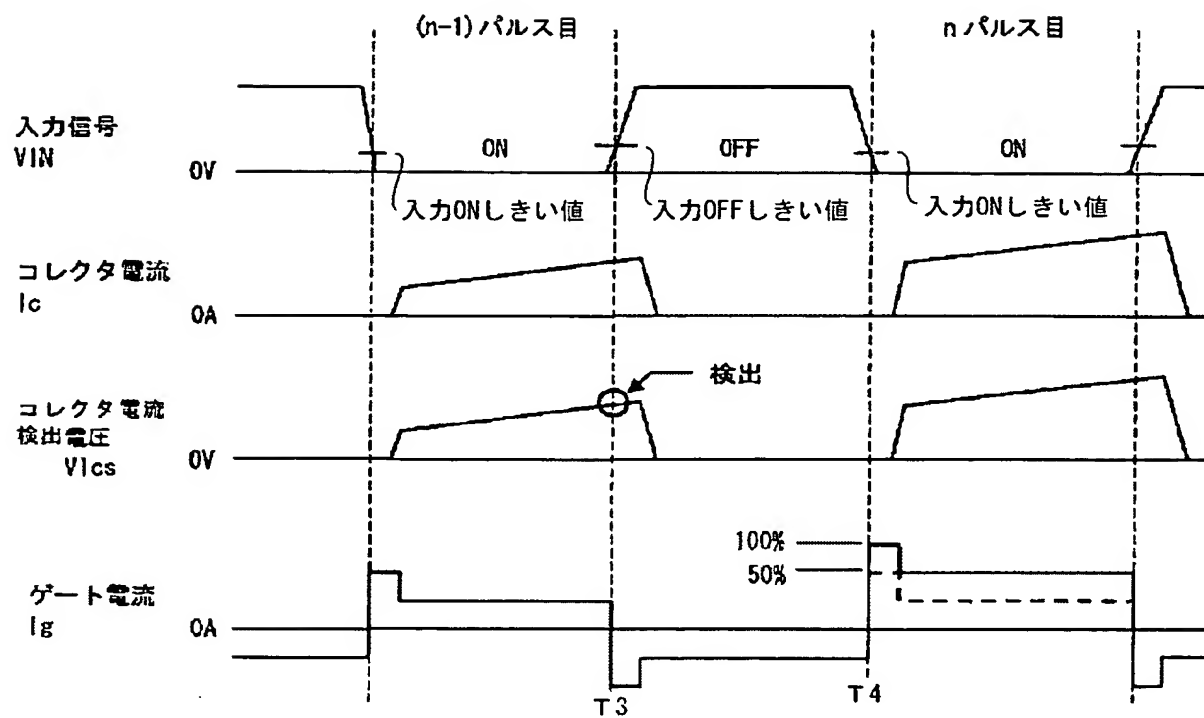 (n-1)パルス目
nパルス目
入力信号
VIN
0V
ON
OFF
ON
入力ONしきい値
入力OFFしきい値
入力ONしきい値
コレクタ電流
Ic
0A
検出
コレクタ電流
検出電圧
VIcs
0V
100%
50%
ゲート電流
Ig
0A
T3
T4